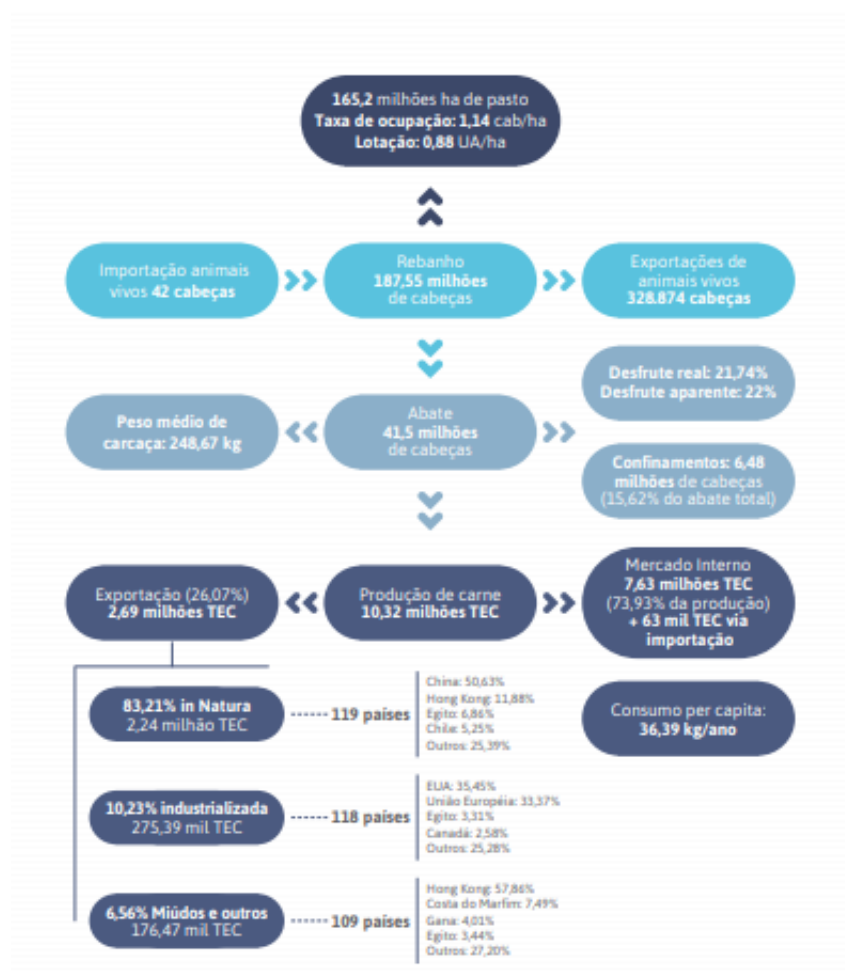 165,2 milhões ha de pasto
Taxa de ocupação: 1,14 cab/ha
Lotação: 0,88 UA/ha
Importação animais
vivos 42 cabeças
Rebanho
187,55 milhões
de cabeças
Exportações de
animais vivos
328.874 cabeças
Peso médio de
carcaça: 248,67 kg
Abate
41,5 milhões
de cabeças
Desfrute real: 21,74%
Desfrute aparente: 22%
Confinamentos: 6,48
milhões de cabeças
(15,62% do abate total)
Exportação (26,07%)
2,69 milhões TEC
Produção de carne
10,32 milhões TEC
Mercado Interno
7,63 milhões TEC
(73,93% da produção)
+ 63 mil TEC via
importação
83,21% in Natura
2,24 milhão TEC
119 países
China: 50,63%
Hong Kong: 11,88%
Egito: 6,86%
Chile: 5,25%
Outros: 25,39%
Consumo per capita:
36,39 kg/ano
10,23% industrializada
275,39 mil TEC
118 países
EUA: 35,45%
União Européia: 33,37%
Egito: 3,31%
Canadá: 2,58%
Outros: 25,28%
6,56% Miúdos e outros
176,47 mil TEC
109 países
Hong Kong: 57,86%
Costa do Marfim: 7,49%
Gana: 4,01%
Egito: 3,44%
Outros: 27,20%